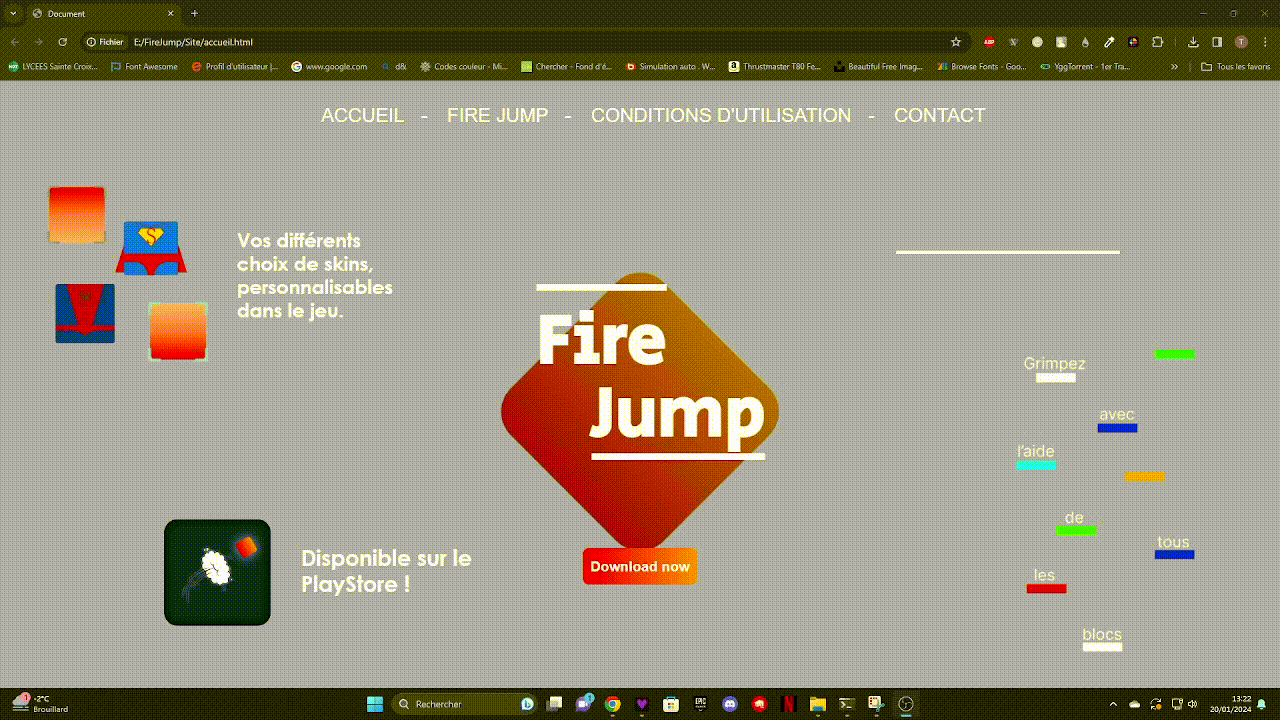 Document
Fichier
E:/FireJump/Site/accueil.html
LYCEES Sainte Croix...
Font Awesome
Profil d'utilisateur |...
www.google.com
d8L
Codes couleur - Mi...
Chercher - Fond d'é...
Simulation auto . W...
Thrustmaster T80 Fe...
Beautiful Free Imag...
Browse Fonts - Goo...
YggTorrent - 1er Tra...
»
Tous les favoris
ACCUEIL - FIRE JUMP - CONDITIONS D'UTILISATION - CONTACT
Vos différents
choix de skins,
personnalisables
dans le jeu.
Fire
Jump
Download now
Disponible sur le
PlayStore !
Grimpez
avec
l'aide
de
tous
les
blocs
-2°C
Brouillard
Rechercher
13:22
20/01/2024